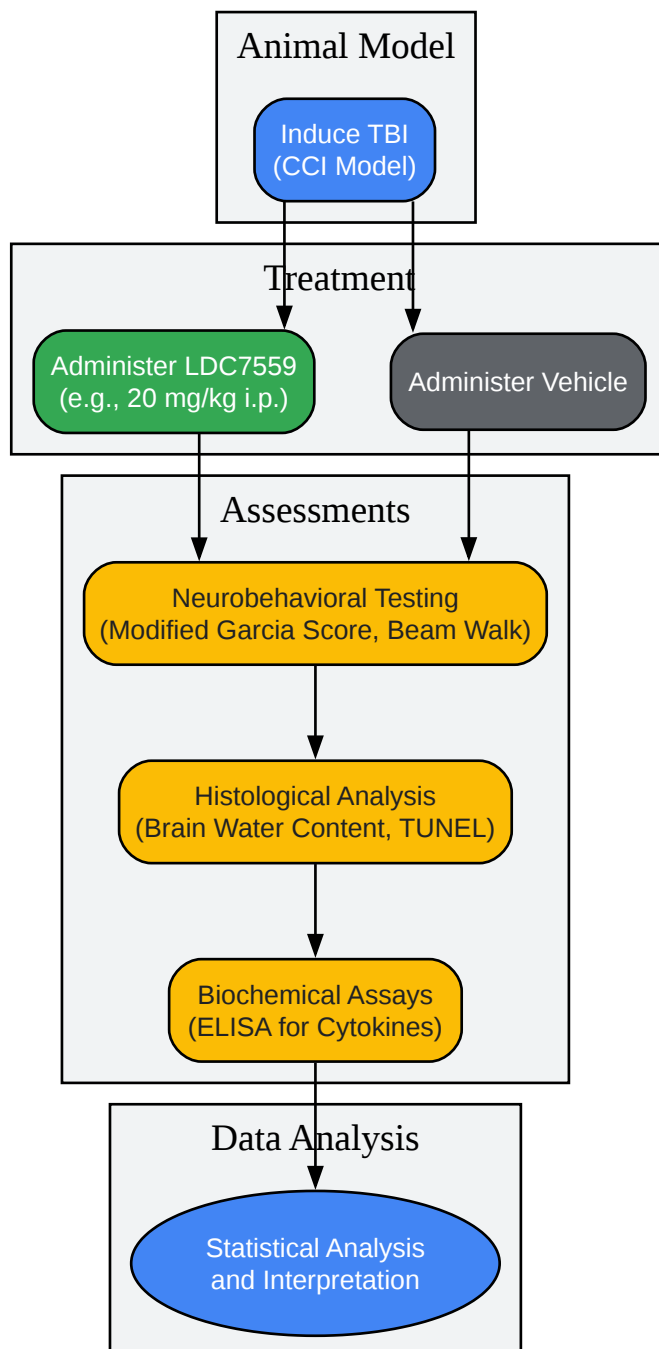 Animal Model
Induce TBI
(CCI Model)
Treatment
Administer LDC7559
(e.g., 20 mg/kg i.p.)
Administer Vehicle
Assessments
Neurobehavioral Testing
(Modified Garcia Score, Beam Walk)
Histological Analysis
(Brain Water Content, TUNEL)
Biochemical Assays
(ELISA for Cytokines)
Data Analysis
Statistical Analysis
and Interpretation